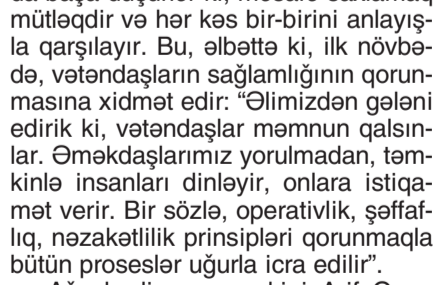 mütləqdir və hər kəs bir-birini anlayış-
la qarşılayır. Bu, əlbəttə ki, ilk növbə-
də, vətəndaşların sağlamlığının qorun-
masına xidmət edir: “Əlimizdən gələni
edirik ki, vətəndaşlar məmnun qalsın-
lar. Əməkdaşlarımız yorulmadan, təm-
kinlə insanları dinləyir, onlara istiqa-
mət verir. Bir sözlə, operativlik, şəffaf-
lıq, nəzakətlilik prinsipləri qorunmaqla
bütün proseslər uğurla icra edilir”.